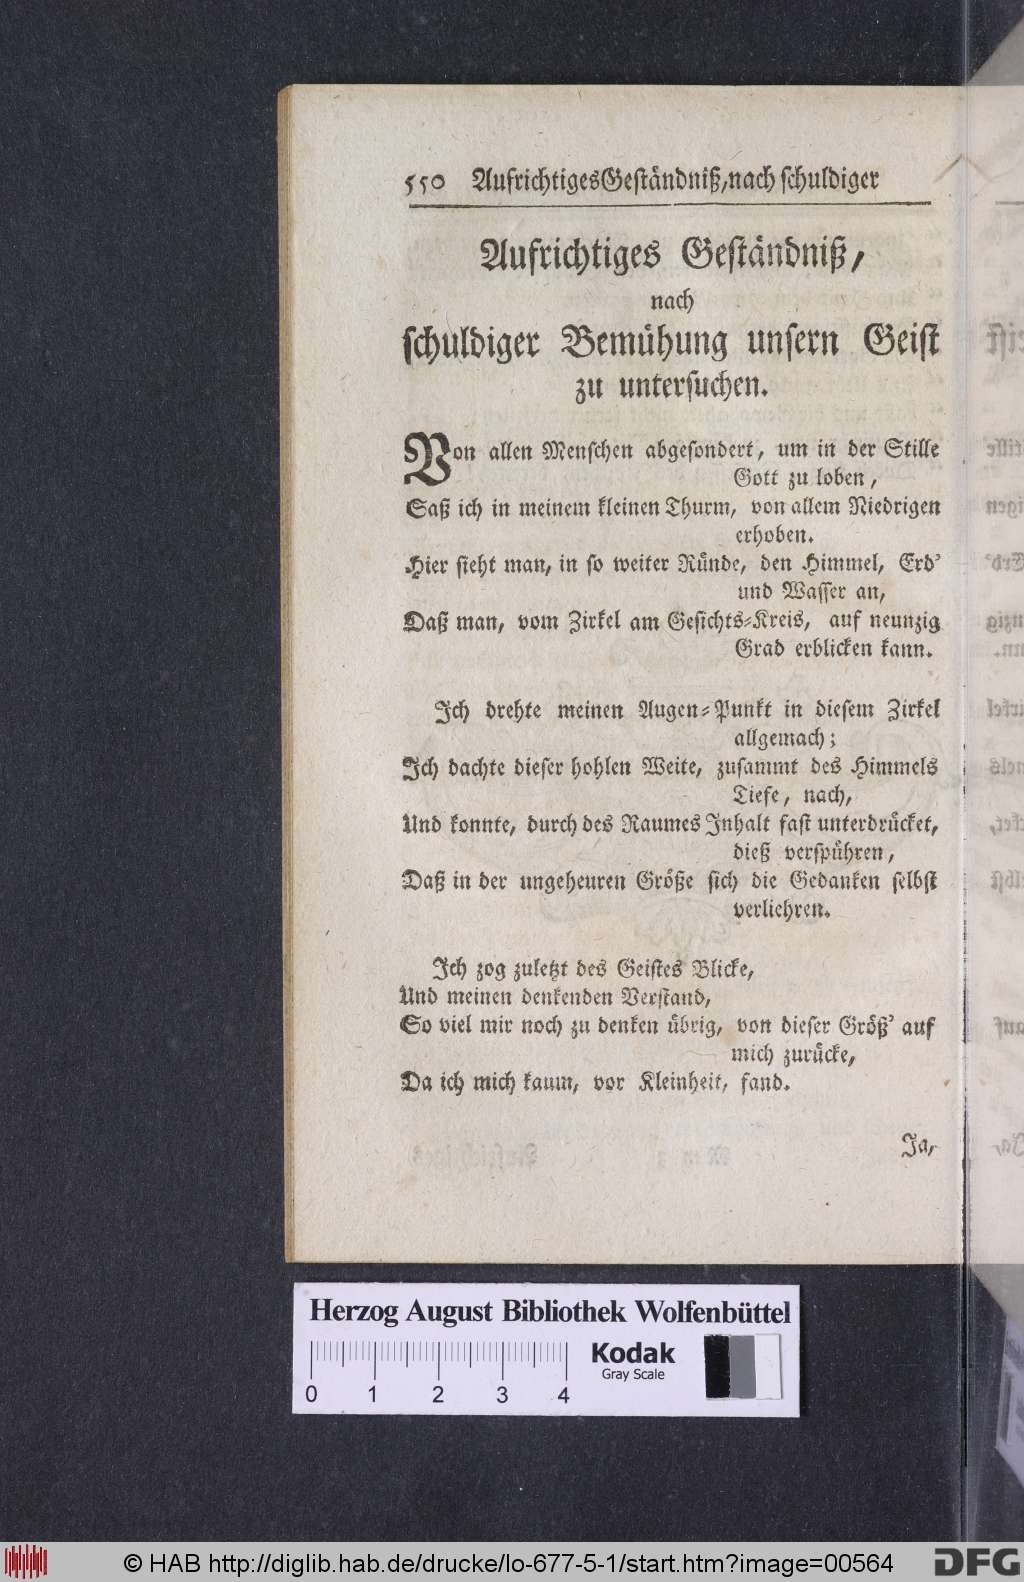 550 Aufrichtiges Geständniß, nach schuldiger
Aufrichtiges Geständniß,
nach
schuldiger Bemühung unsern Geist
zu untersuchen.
Von allen Menschen abgesondert, um in der Stille
Gott zu loben,
Saß ich in meinem kleinen Thurm, von allem Niedrigen
erhoben.
Hier sieht man, in so weiter Ründe, den Himmel, Erd'
und Wasser an,
Daß man, vom Zirkel am Gesichts-Kreis, auf neunzig
Grad erblicken kann.
Ich drehte meinen Augen-Punkt in diesem Zirkel
allgemach;
Ich dachte dieser hohlen Weite, zusammt des Himmels
Tiefe, nach,
Und konnte, durch des Raumes Inhalt fast unterdrücket,
dieß verspühren,
Daß in der ungeheuren Größe sich die Gedanken selbst
verliehren.
Ich zog zuletzt des Geistes Blicke,
Und meinen denkenden Verstand,
So viel mir noch zu denken übrig, von dieser Größ' auf
mich zurücke,
Da ich mich kaum, vor Kleinheit, fand.
Ja,
Herzog August Bibliothek Wolfenbüttel
Kodak
Gray Scale
0 1 2 3 4
© HAB http://diglib.hab.de/drucke/lo-677-5-1/start.htm?image=00564
DFG